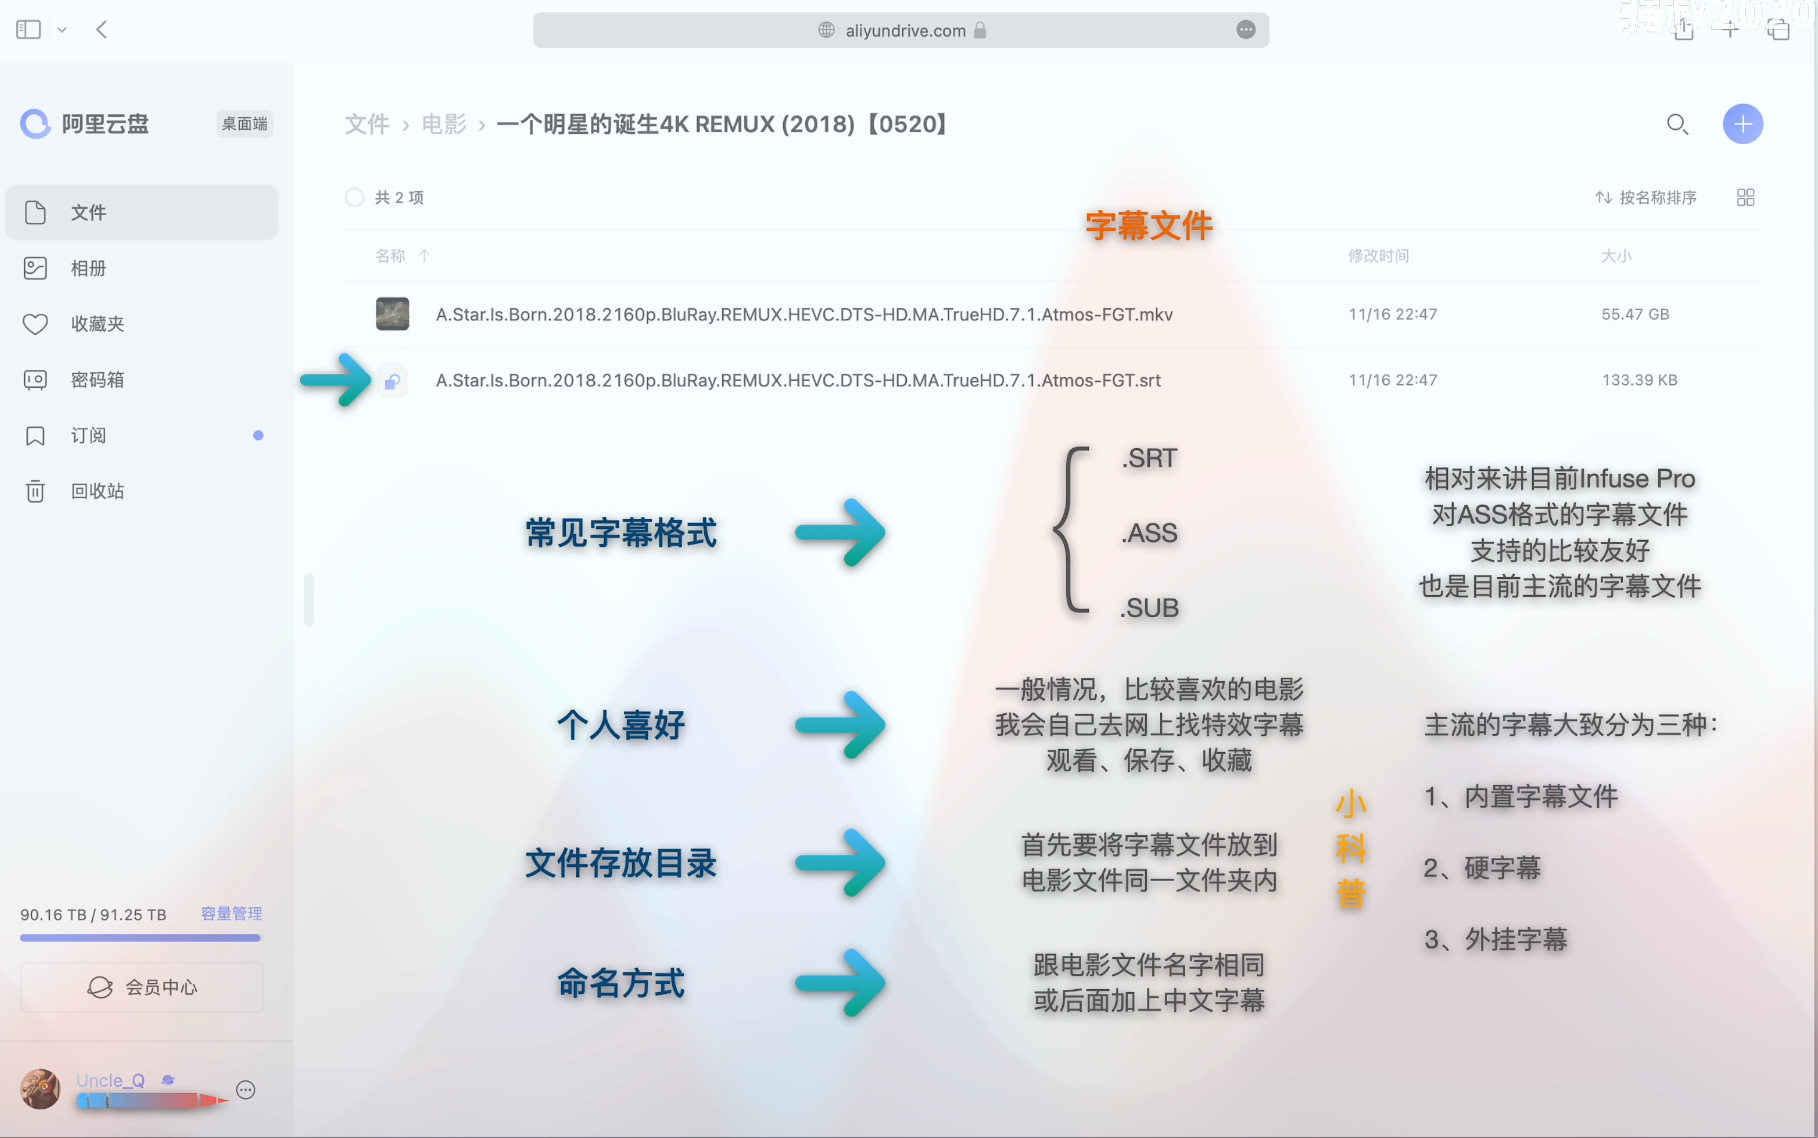 aliyundrive.com
2020
阿里云盘
桌面端
文件 › 电影 › 一个明星的诞生4K REMUX (2018)【0520】
共 2 项
按名称排序
字幕文件
名称
修改时间
大小
A.Star.Is.Born.2018.2160p.BluRay.REMUX.HEVC.DTS-HD.MA.TrueHD.7.1.Atmos-FGT.mkv
11/16 22:47
55.47 GB
A.Star.Is.Born.2018.2160p.BluRay.REMUX.HEVC.DTS-HD.MA.TrueHD.7.1.Atmos-FGT.srt
11/16 22:47
133.39 KB
文件
相册
收藏夹
密码箱
订阅
回收站
常见字幕格式
.SRT
.ASS
.SUB
相对来讲目前Infuse Pro
对ASS格式的字幕文件
支持的比较友好
也是目前主流的字幕文件
个人喜好
一般情况，比较喜欢的电影
我会自己去网上找特效字幕
观看、保存、收藏
文件存放目录
首先要将字幕文件放到
电影文件同一文件夹内
命名方式
跟电影文件名字相同
或后面加上中文字幕
小科普
主流的字幕大致分为三种：
1、内置字幕文件
2、硬字幕
3、外挂字幕
90.16 TB / 91.25 TB
容量管理
会员中心
Uncle_Q